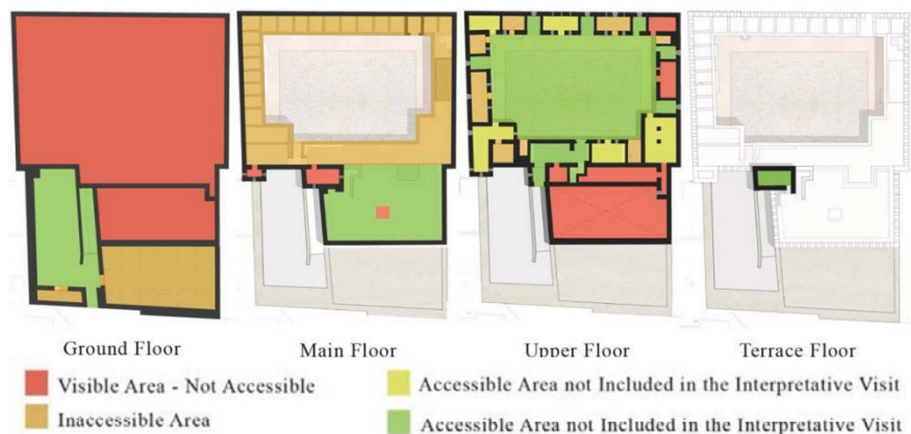 Ground Floor
Main Floor
Upper Floor
Terrace Floor
Visible Area - Not Accessible
Accessible Area not Included in the Interpretative Visit
Inaccessible Area
Accessible Area not Included in the Interpretative Visit